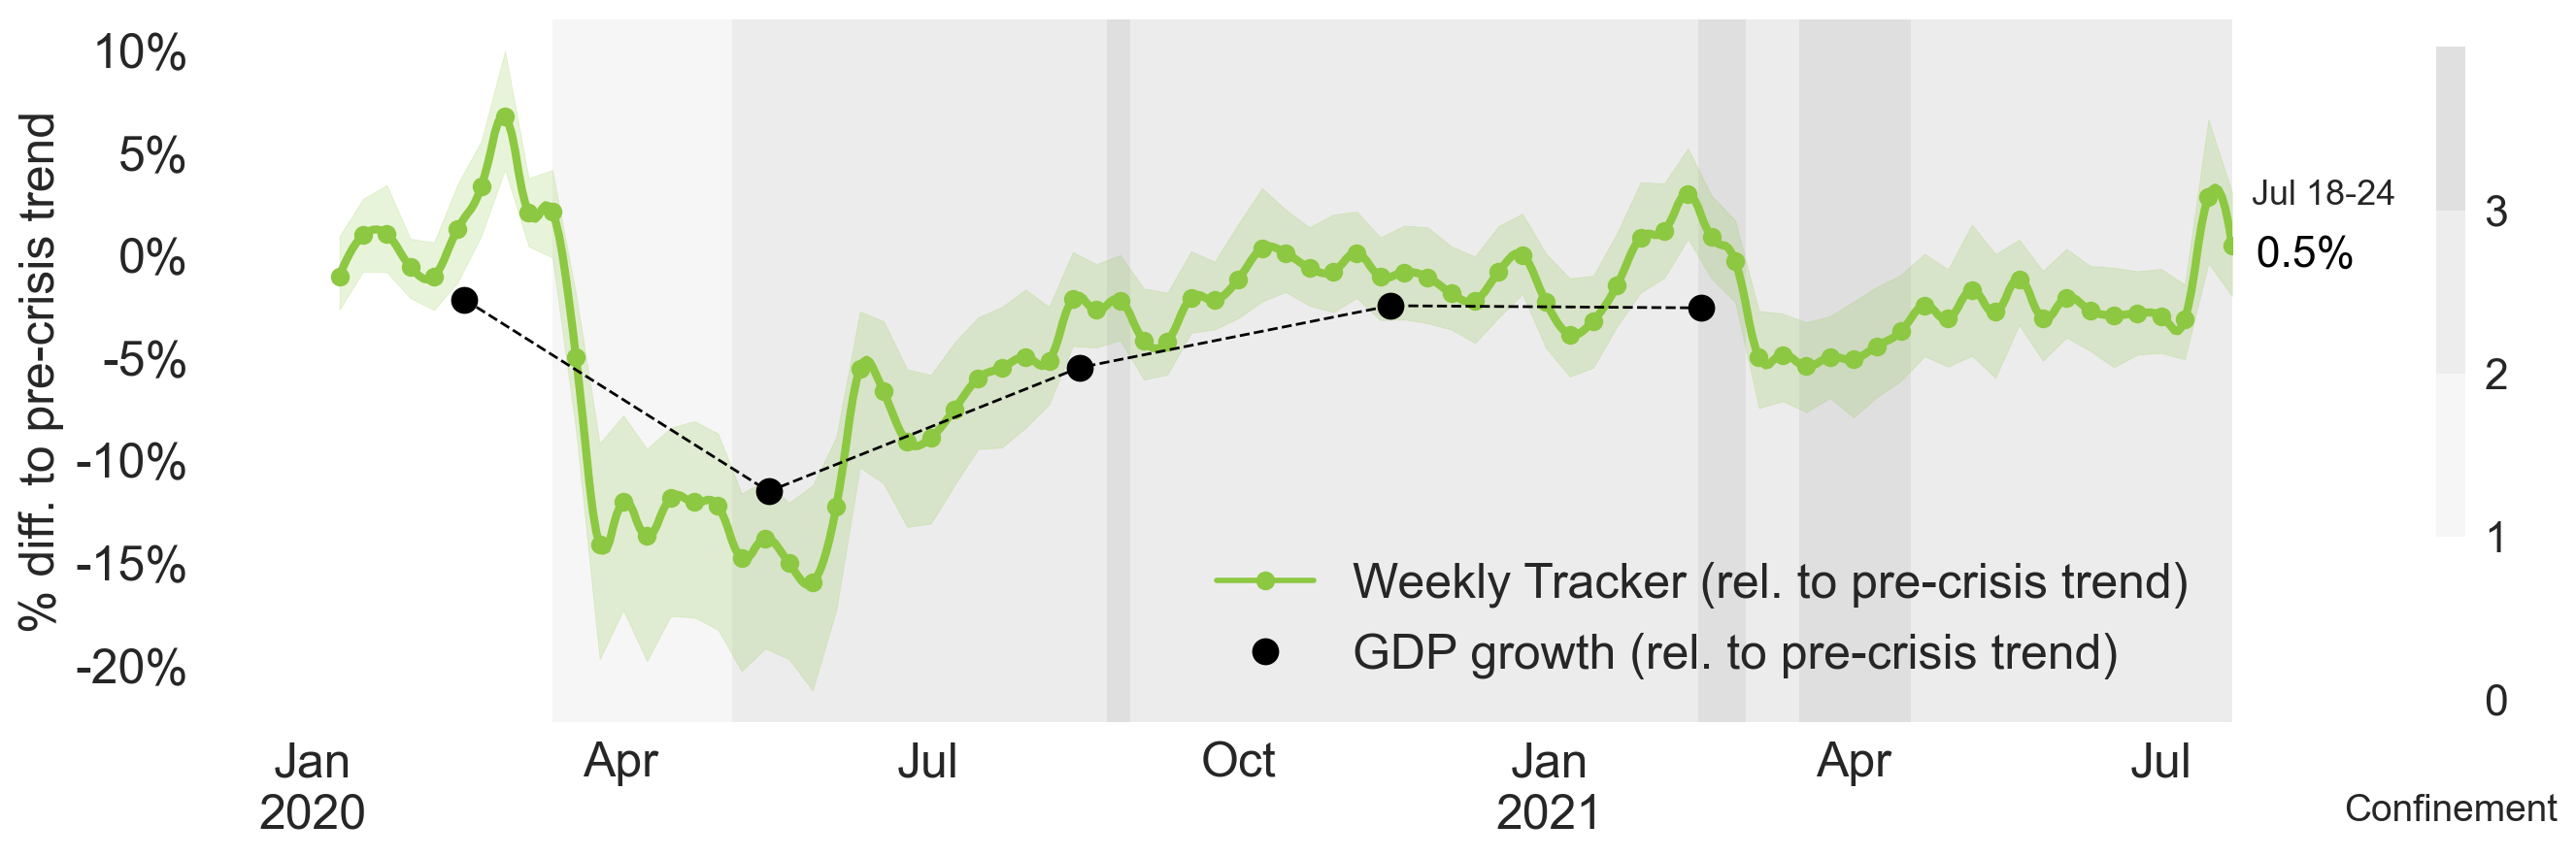 % diff. to pre-crisis trend
10%
5%
0%
-5%
-10%
-15%
-20%
Jan
2020
Apr
Jul
Oct
Jan
2021
Apr
Jul
Weekly Tracker (rel. to pre-crisis trend)
GDP growth (rel. to pre-crisis trend)
Jul 18-24
0.5%
3
2
1
0
Confinement